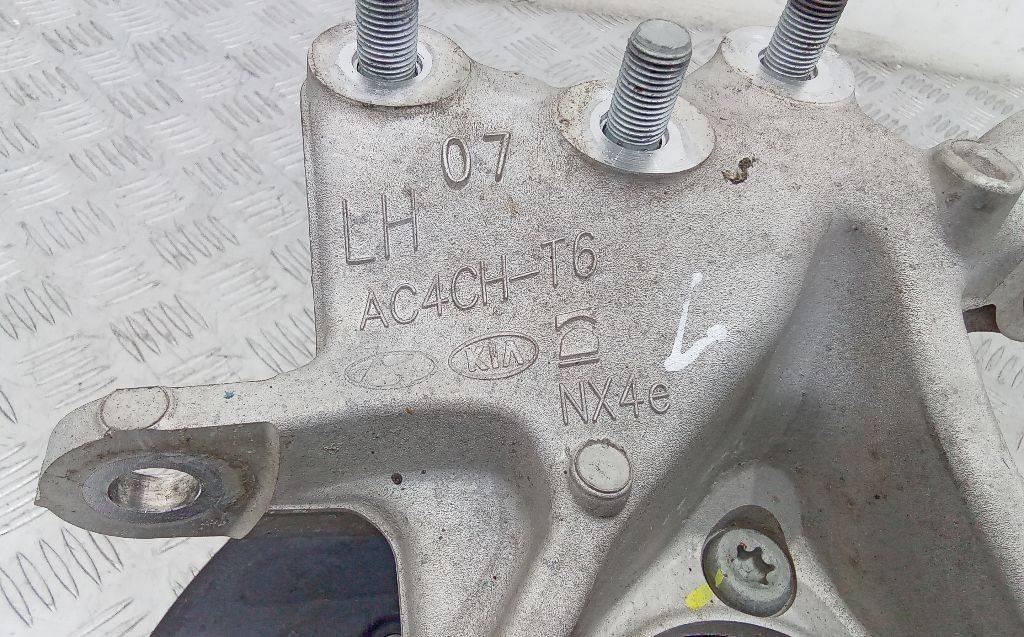 07
LH
AC4CH-T6
KIA
NX4e